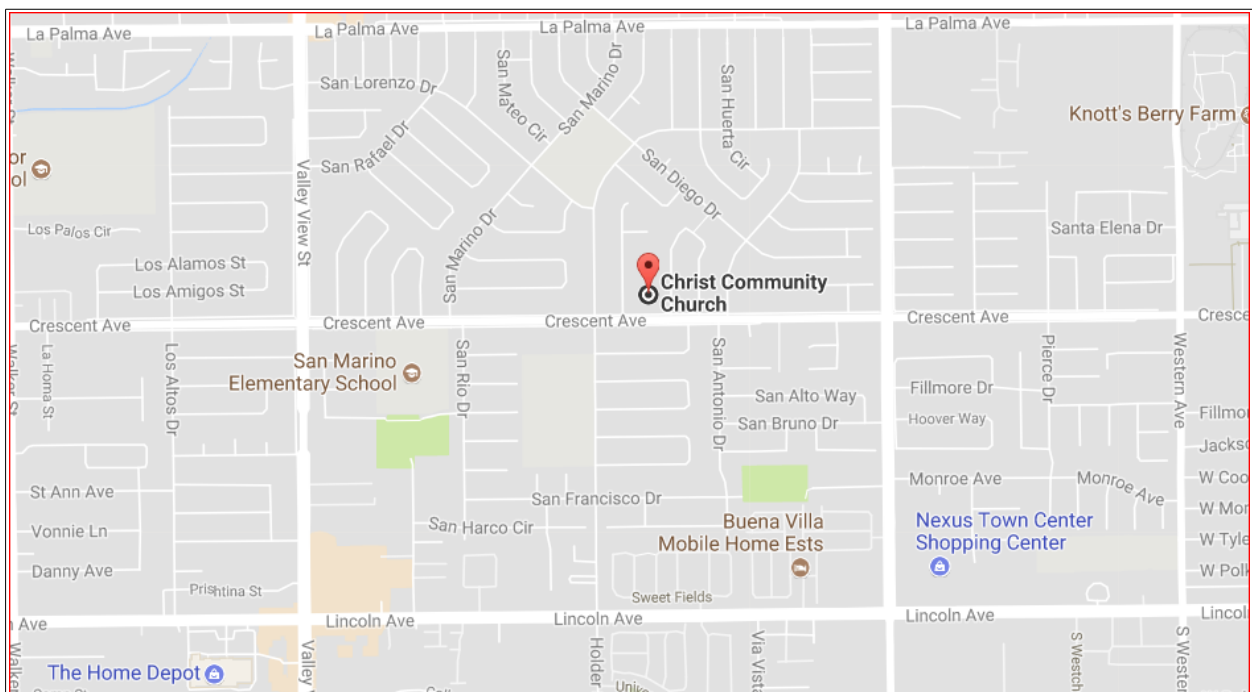 La Palma Ave
La Palma Ave
La Palma Ave
La Palma Ave
San Lorenzo Dr
San Mateo Cir
San Marino Dr
San Huerta Cir
Knott's Berry Farm
San Rafael Dr
San Diego Dr
Valley View St
Los Palos Cir
San Marino Dr
Santa Elena Dr
Los Alamos St
Los Amigos St
Christ Community
Church
Crescent Ave
Crescent Ave
Crescent Ave
Crescent Ave
La Homa St
Los Altos Dr
San Marino
Elementary School
San Rio Dr
San Antonio Dr
San Alto Way
San Bruno Dr
Fillmore Dr
Hoover Way
Pierce Dr
Western Ave
St Ann Ave
San Francisco Dr
Monroe Ave
Monroe Ave
Vonnie Ln
San Harco Cir
Buena Villa
Mobile Home Ests
Nexus Town Center
Shopping Center
Danny Ave
Prishtina St
Sweet Fields
Ave
Lincoln Ave
Lincoln Ave
Lincoln Ave
The Home Depot
Valley
Holder
Via Vista